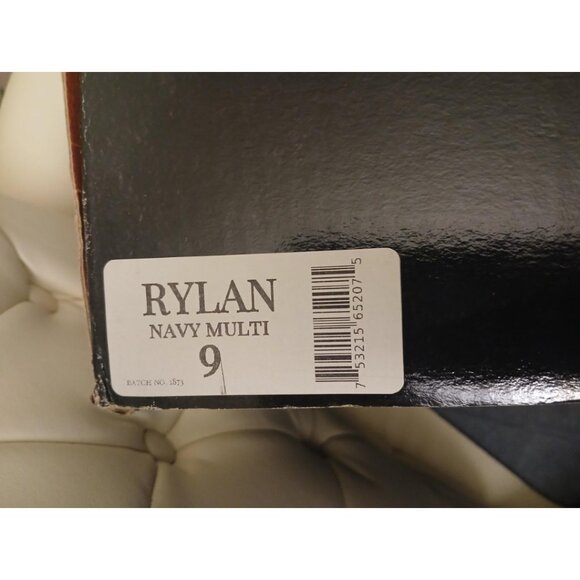 RYLAN
NAVY MULTI
9
BATCH NO. 1873
7 53215 65207 5